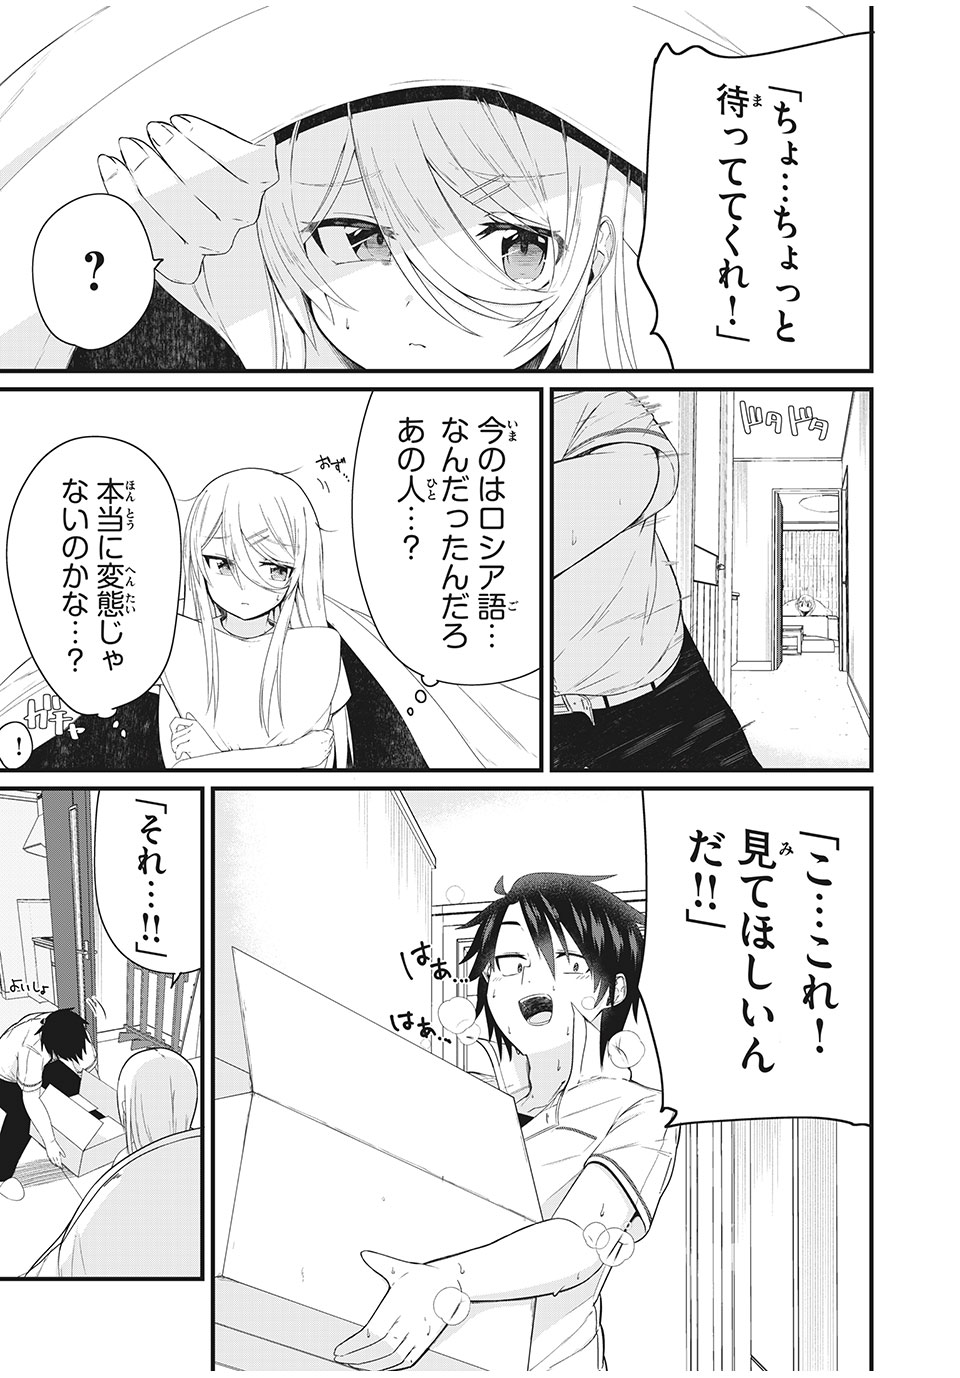 「ちょ…ちょっと
待っててくれ！」
？
ドタドタ
今のはロシア語…
なんだったんだろ
あの人…？
おず…
本当に変態じゃ
ないのかな…？
ガチャ
！
「こ…これ！
見てほしいん
だ!!」
はぁ…
はぁ…
「それ…!!」
よいしょ